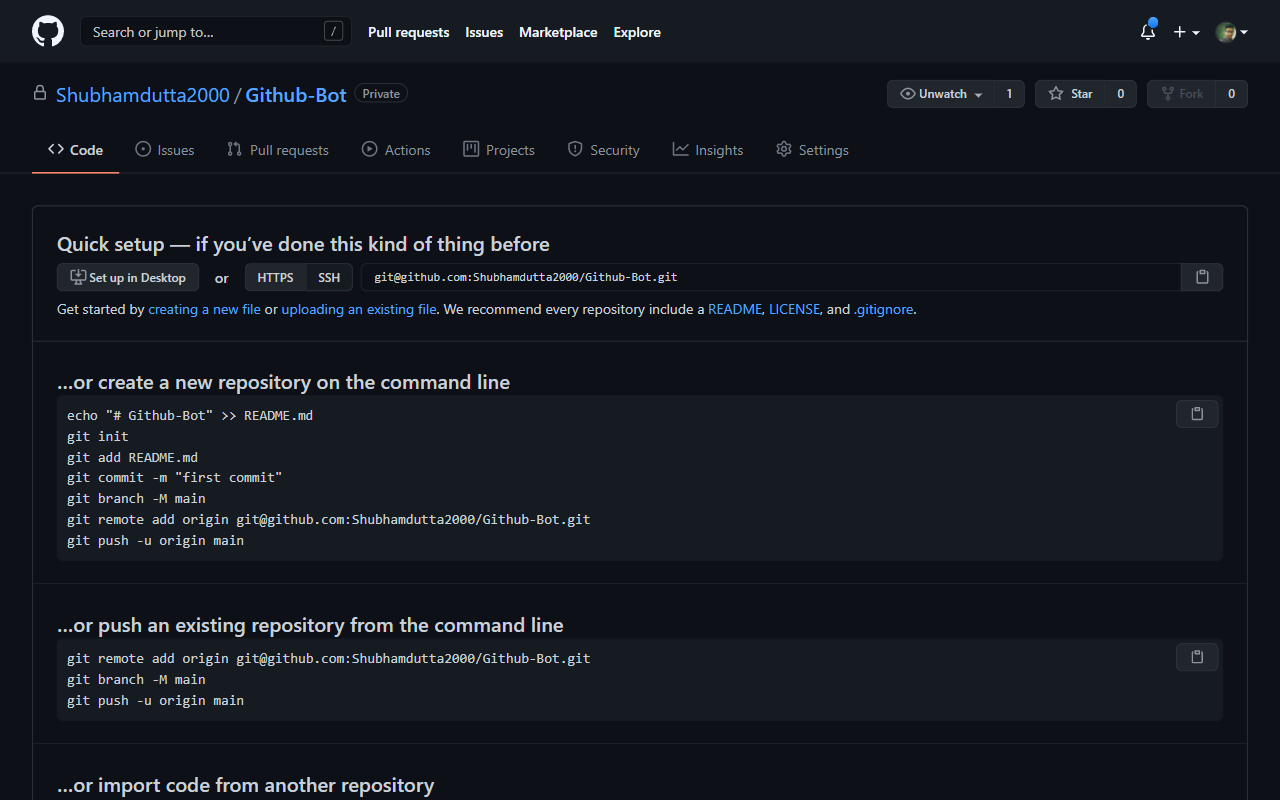 Search or jump to... /
Pull requests Issues Marketplace Explore
Shubhamdutta2000 / Github-Bot Private
Unwatch 1 Star 0 Fork 0
Code Issues Pull requests Actions Projects Security Insights Settings
Quick setup — if you’ve done this kind of thing before
Set up in Desktop or HTTPS SSH git@github.com:Shubhamdutta2000/Github-Bot.git
Get started by creating a new file or uploading an existing file. We recommend every repository include a README, LICENSE, and .gitignore.
…or create a new repository on the command line
echo "# Github-Bot" >> README.md
git init
git add README.md
git commit -m "first commit"
git branch -M main
git remote add origin git@github.com:Shubhamdutta2000/Github-Bot.git
git push -u origin main
…or push an existing repository from the command line
git remote add origin git@github.com:Shubhamdutta2000/Github-Bot.git
git branch -M main
git push -u origin main
…or import code from another repository